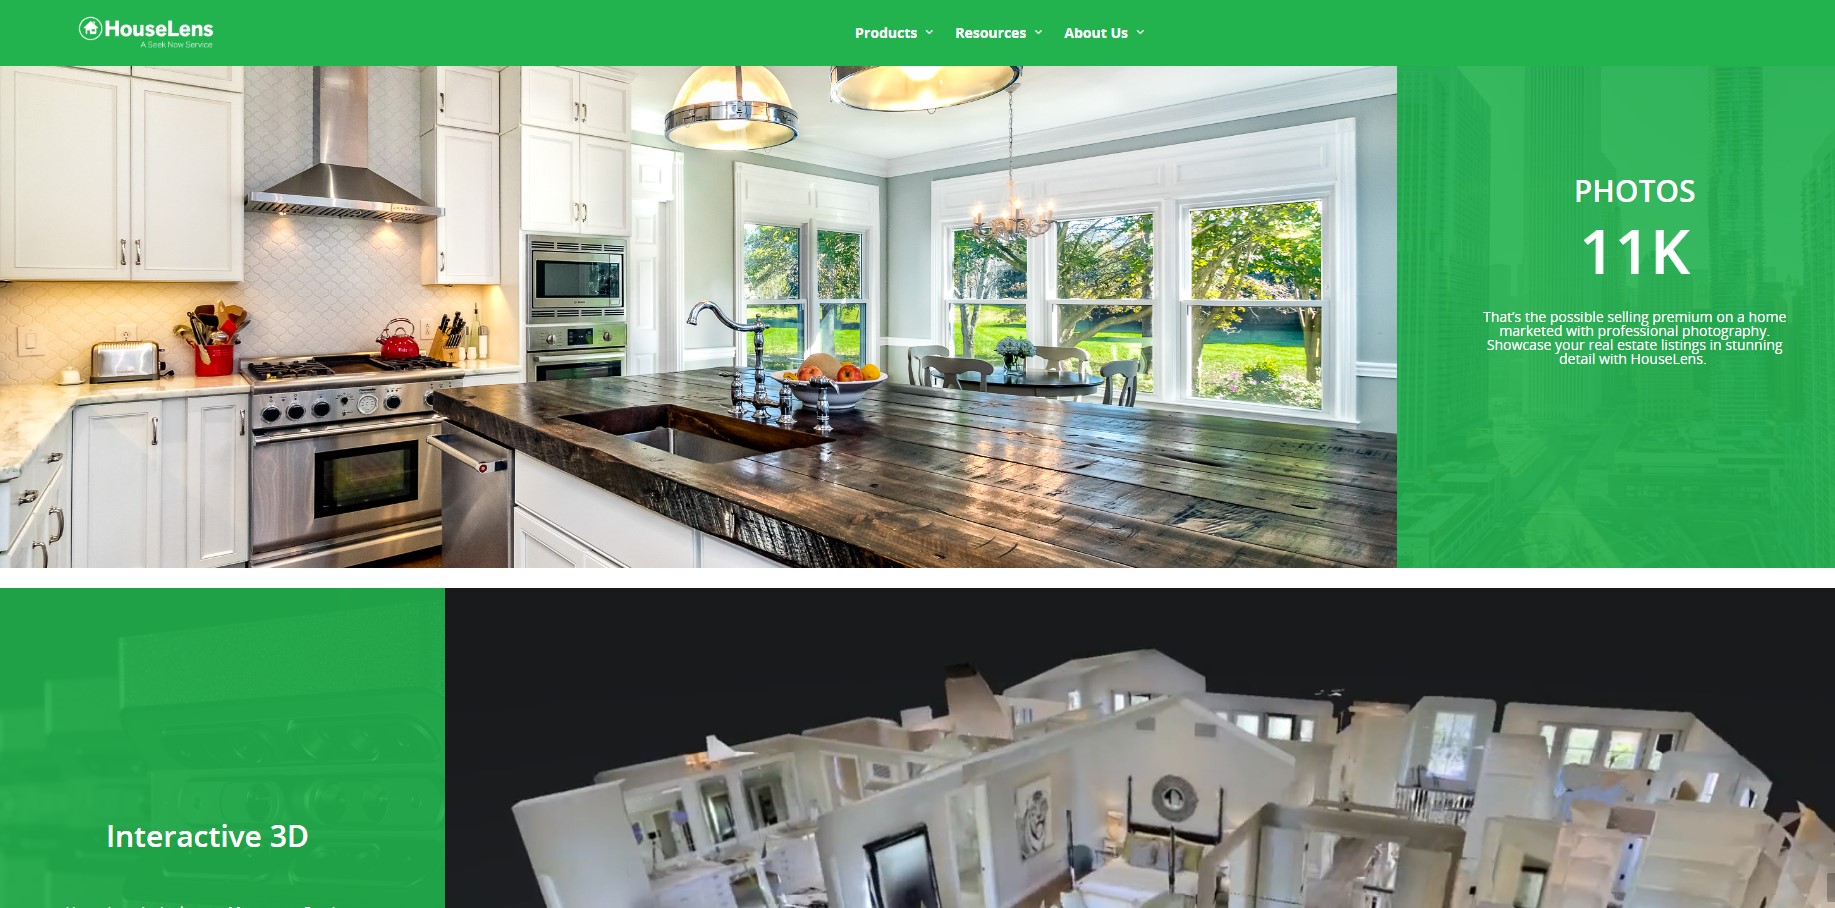 HouseLens
A Seek Now Service
Products
Resources
About Us
PHOTOS
11K
That's the possible selling premium on a home
marketed with professional photography.
Showcase your real estate listings in stunning
detail with HouseLens.
Interactive 3D